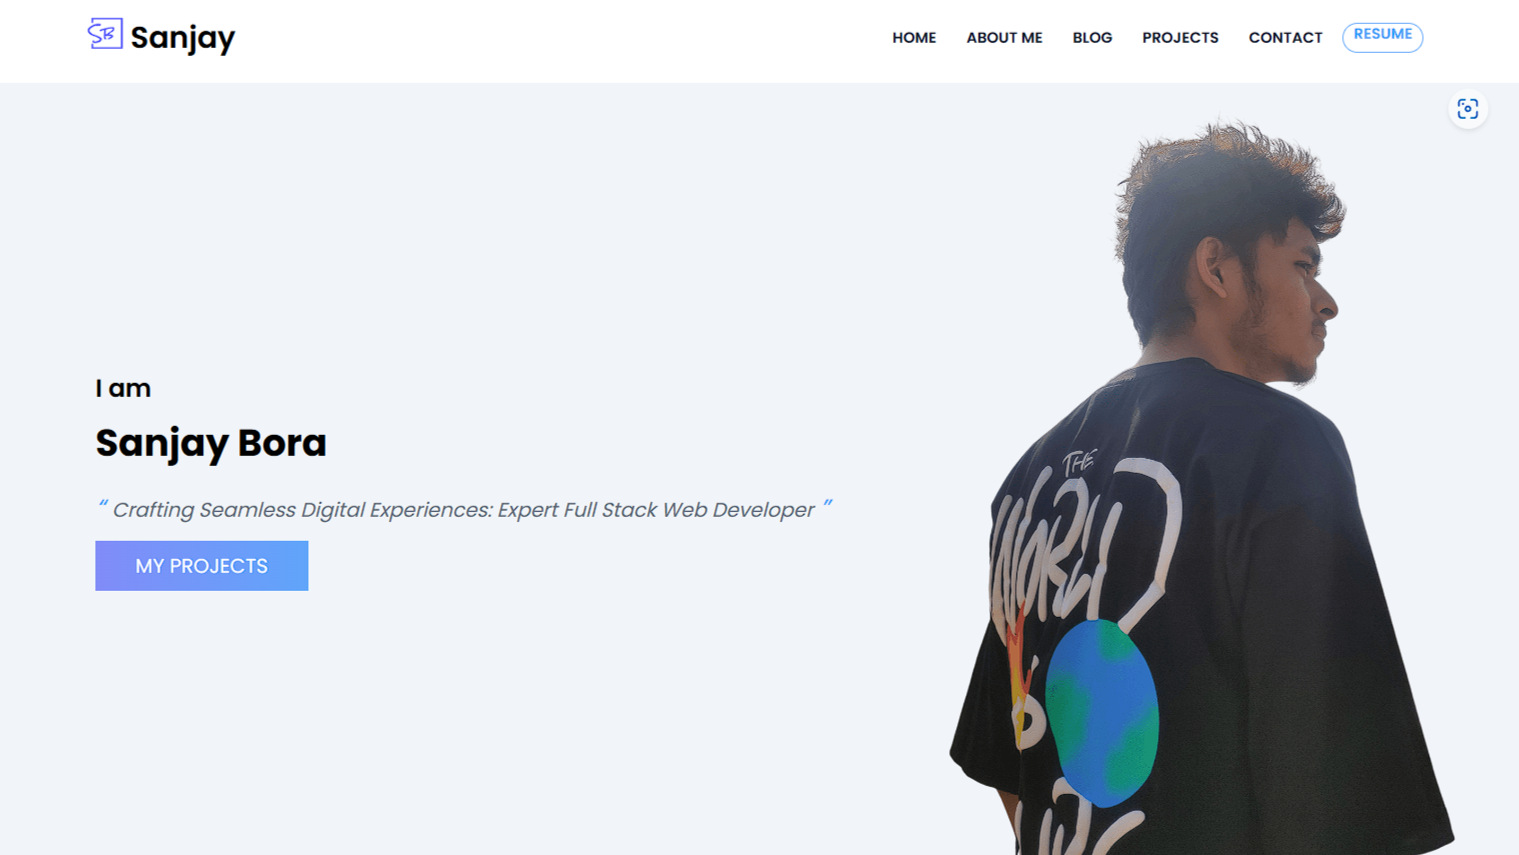 SB Sanjay
HOME ABOUT ME BLOG PROJECTS CONTACT RESUME
I am
Sanjay Bora
“ Crafting Seamless Digital Experiences: Expert Full Stack Web Developer ”
MY PROJECTS
THE
WORLD